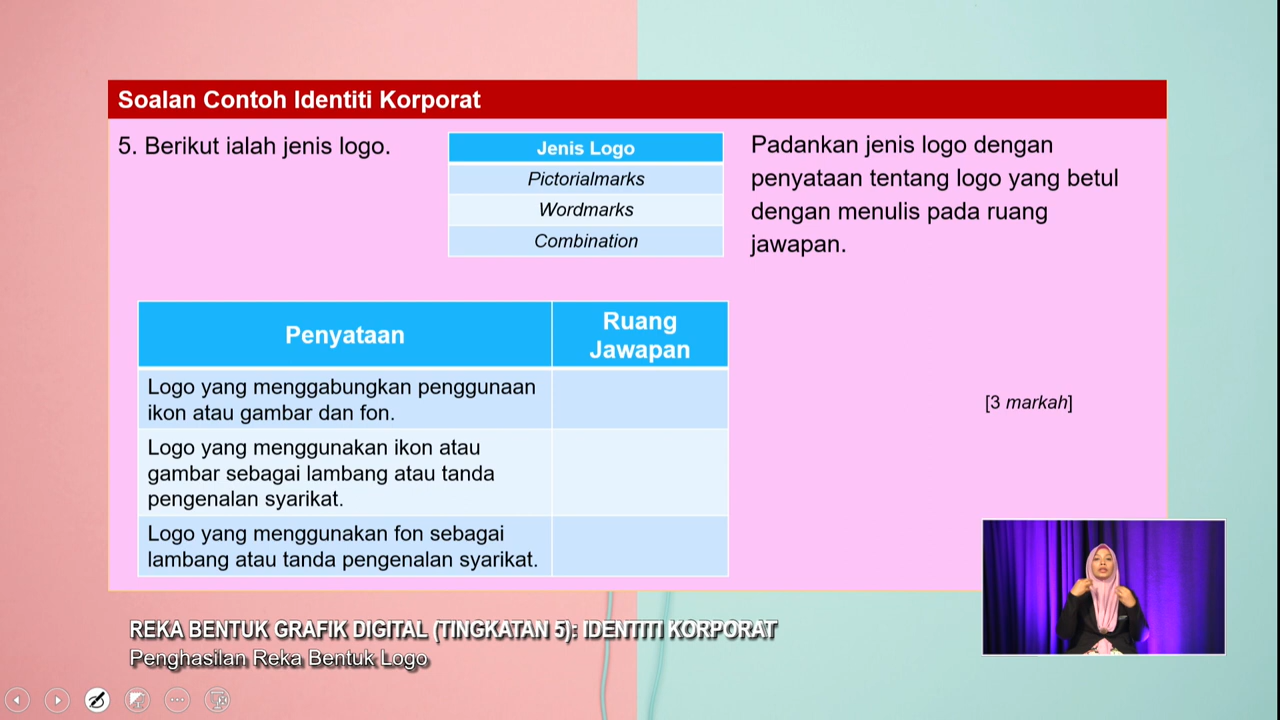 Soalan Contoh Identiti Korporat
5. Berikut ialah jenis logo.
Jenis Logo
Pictorialmarks
Wordmarks
Combination
Padankan jenis logo dengan
penyataan tentang logo yang betul
dengan menulis pada ruang
jawapan.
Penyataan
Ruang
Jawapan
Logo yang menggabungkan penggunaan
ikon atau gambar dan fon.
Logo yang menggunakan ikon atau
gambar sebagai lambang atau tanda
pengenalan syarikat.
Logo yang menggunakan fon sebagai
lambang atau tanda pengenalan syarikat.
[3 markah]
REKA BENTUK GRAFIK DIGITAL (TINGKATAN 5): IDENTITI KORPORAT
Penghasilan Reka Bentuk Logo